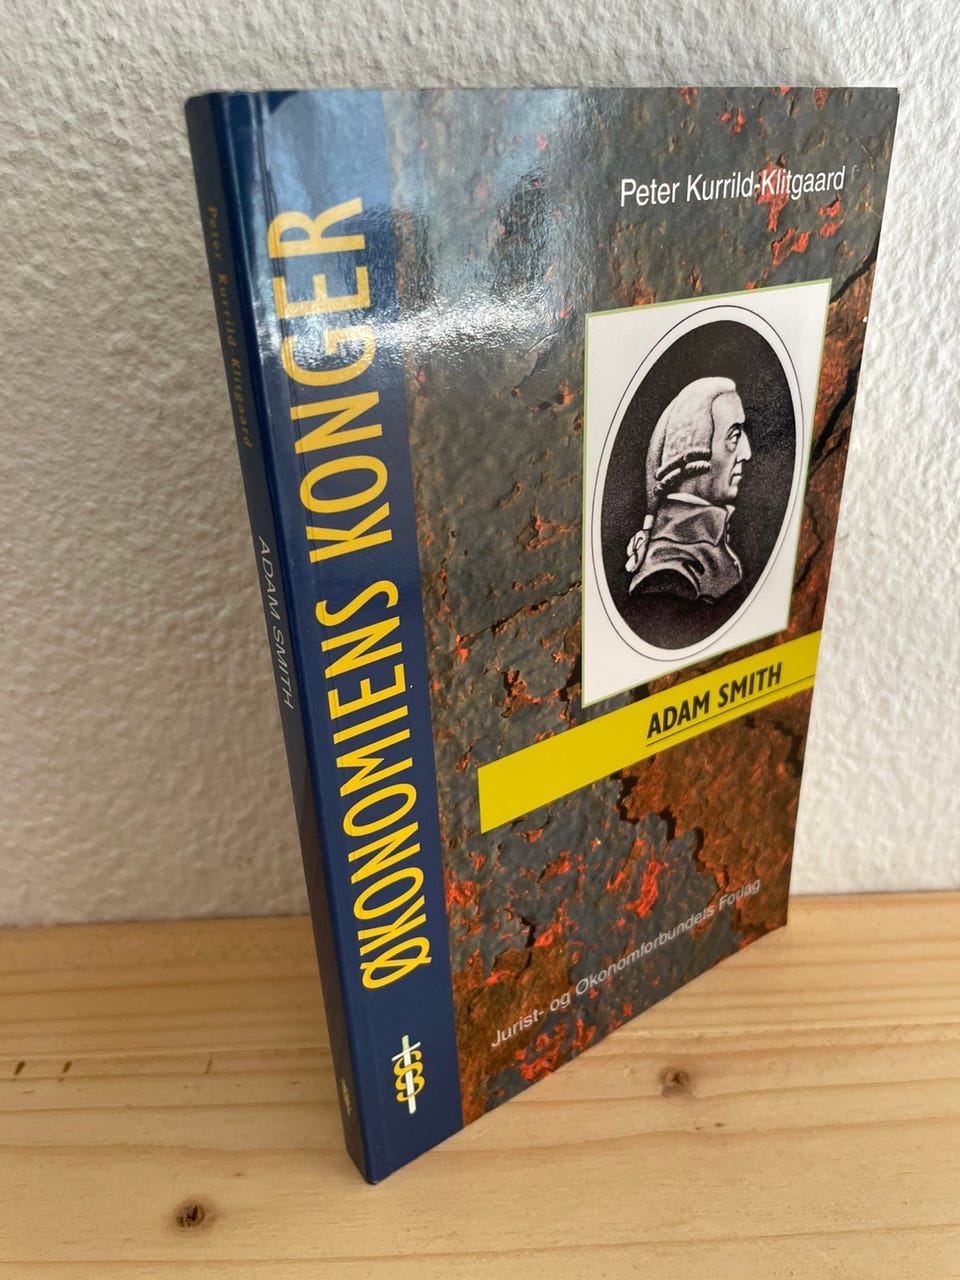 Peter Kurrild-Klitgaard
ADAM SMITH
ØKONOMIENS KONGER
Peter Kurrild-Klitgaard
ADAM SMITH
Jurist- og Økonomforbundets Forlag